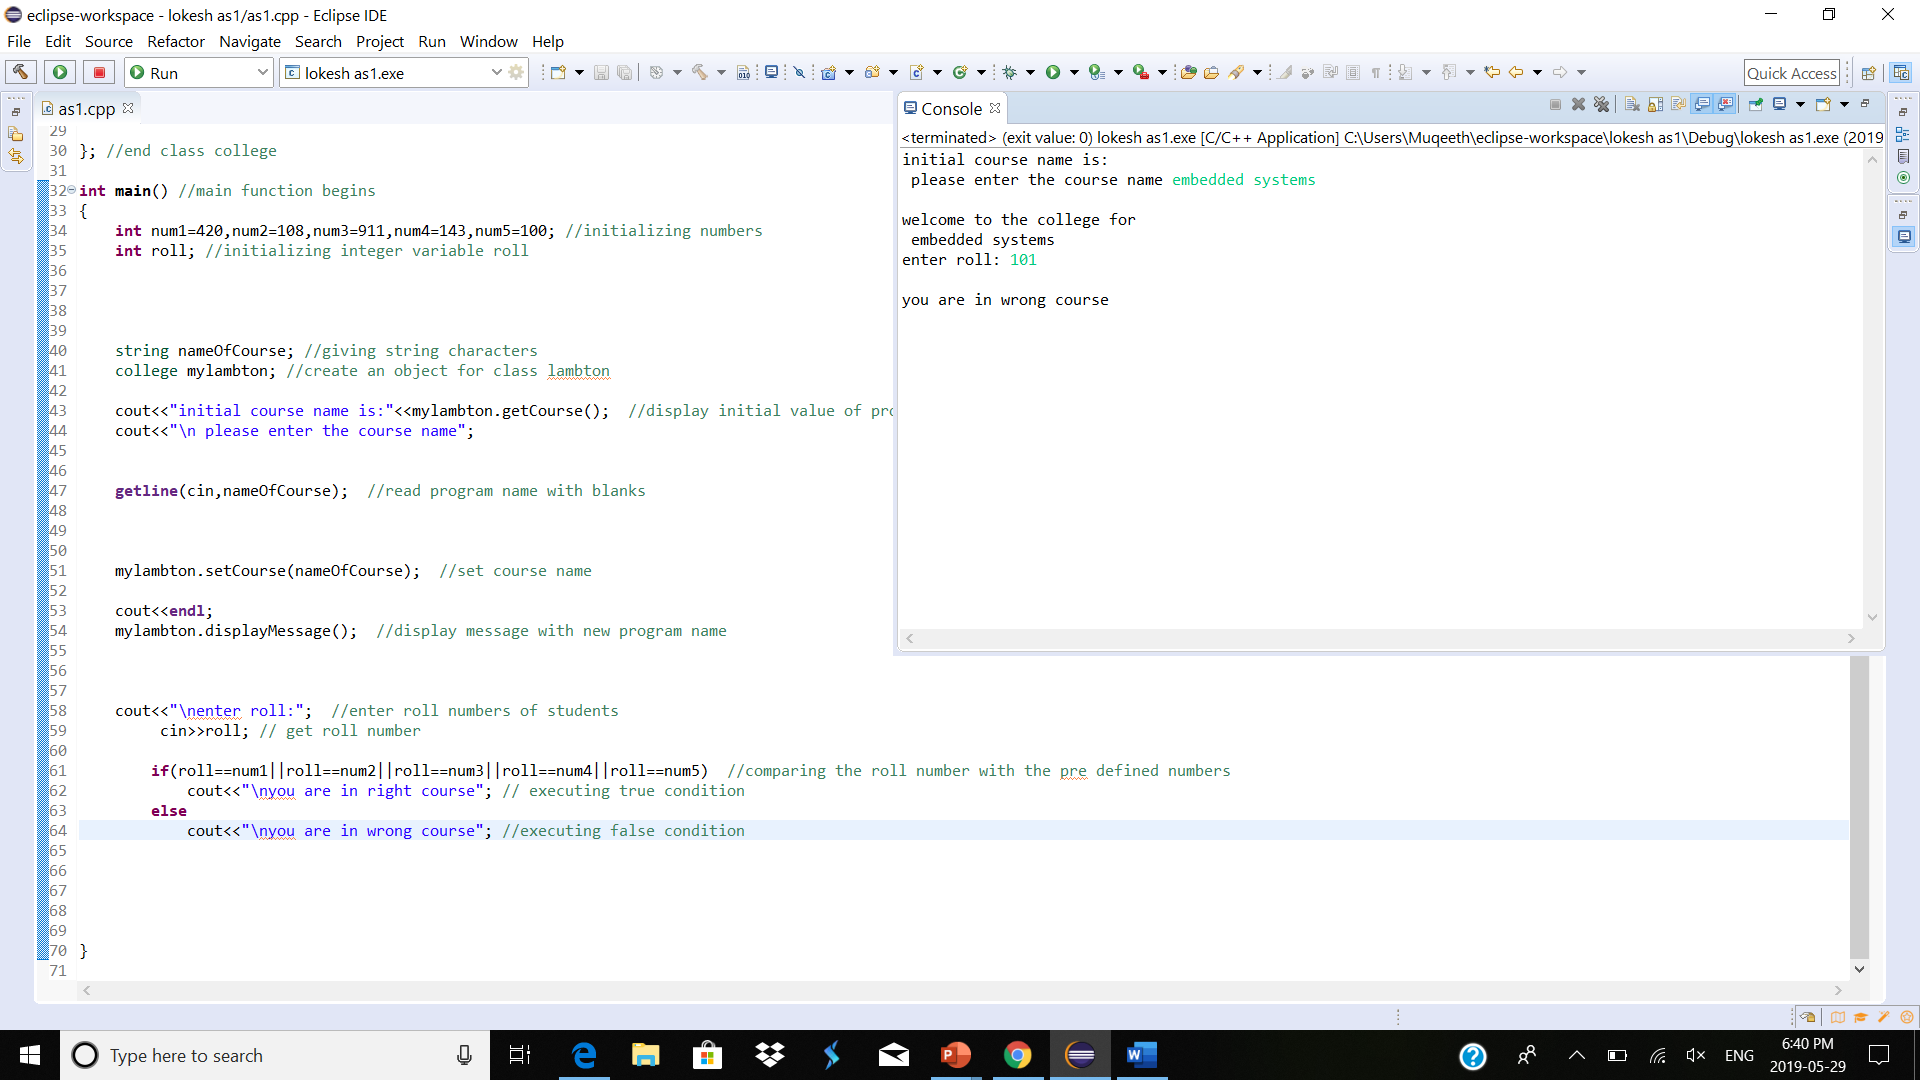 eclipse-workspace - lokesh as1/as1.cpp - Eclipse IDE
File Edit Source Refactor Navigate Search Project Run Window Help
Run lokesh as1.exe Quick Access
as1.cpp
29
30 }; //end class college
31
32 int main() //main function begins
33 {
34 int num1=420,num2=108,num3=911,num4=143,num5=100; //initializing numbers
35 int roll; //initializing integer variable roll
36
37
38
39
40 string nameOfCourse; //giving string characters
41 college mylambton; //create an object for class lambton
42
43 cout<<"initial course name is:"<<mylambton.getCourse(); //display initial value of pro
44 cout<<"\n please enter the course name";
45
46
47 getline(cin,nameOfCourse); //read program name with blanks
48
49
50
51 mylambton.setCourse(nameOfCourse); //set course name
52
53 cout<<endl;
54 mylambton.displayMessage(); //display message with new program name
55
56
57
58 cout<<"\nenter roll:"; //enter roll numbers of students
59 cin>>roll; // get roll number
60
61 if(roll==num1||roll==num2||roll==num3||roll==num4||roll==num5) //comparing the roll number with the pre defined numbers
62 cout<<"\nyou are in right course"; // executing true condition
63 else
64 cout<<"\nyou are in wrong course"; //executing false condition
65
66
67
68
69
70 }
71
Console
<terminated> (exit value: 0) lokesh as1.exe [C/C++ Application] C:\Users\Muqeeth\eclipse-workspace\lokesh as1\Debug\lokesh as1.exe (2019
initial course name is:
please enter the course name embedded systems
welcome to the college for
embedded systems
enter roll: 101
you are in wrong course
Type here to search
ENG
6:40 PM
2019-05-29